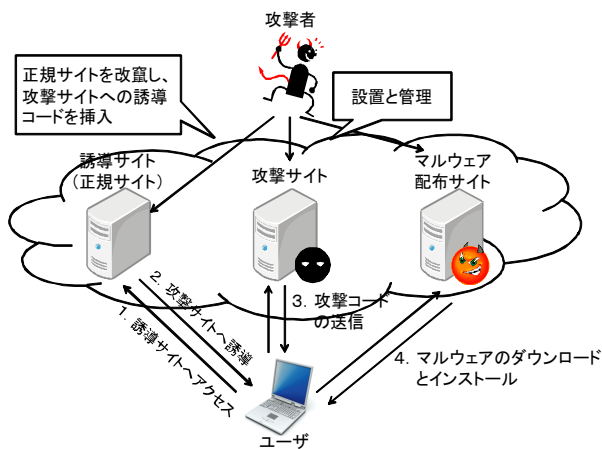 攻撃者
正規サイトを改竄し、
攻撃サイトへの誘導
コードを挿入
設置と管理
誘導サイト
(正規サイト)
攻撃サイト
マルウェア
配布サイト
2. 攻撃サイトへ誘導
1. 誘導サイトへアクセス
3. 攻撃コード
の送信
4. マルウェアのダウンロード
とインストール
ユーザ